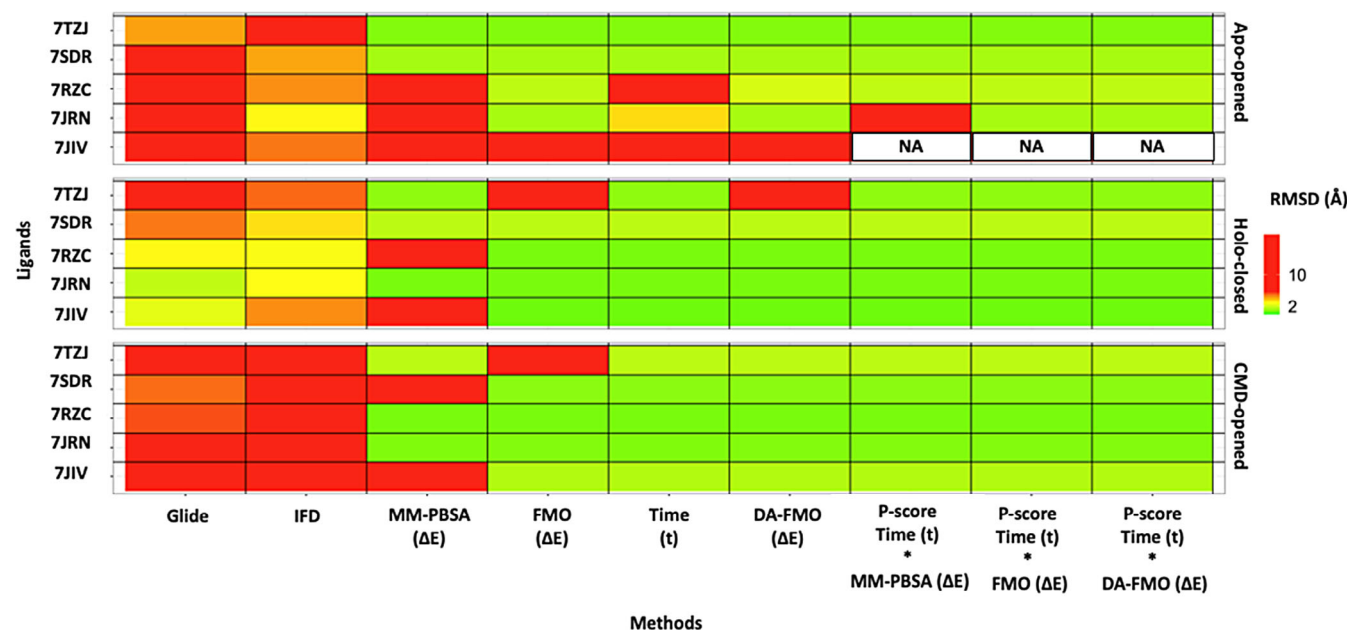 7TZJ
7SDR
7RZC
7JRN
7JIV
NA NA NA
Apo-opened
7TZJ
7SDR
7RZC
7JRN
7JIV
Holo-closed
7TZJ
7SDR
7RZC
7JRN
7JIV
CMD-opened
Ligands
RMSD (Å)
10
2
Glide
IFD
MM-PBSA
(ΔE)
FMO
(ΔE)
Time
(t)
DA-FMO
(ΔE)
P-score
Time (t)
*
MM-PBSA (ΔE)
P-score
Time (t)
*
FMO (ΔE)
P-score
Time (t)
*
DA-FMO (ΔE)
Methods